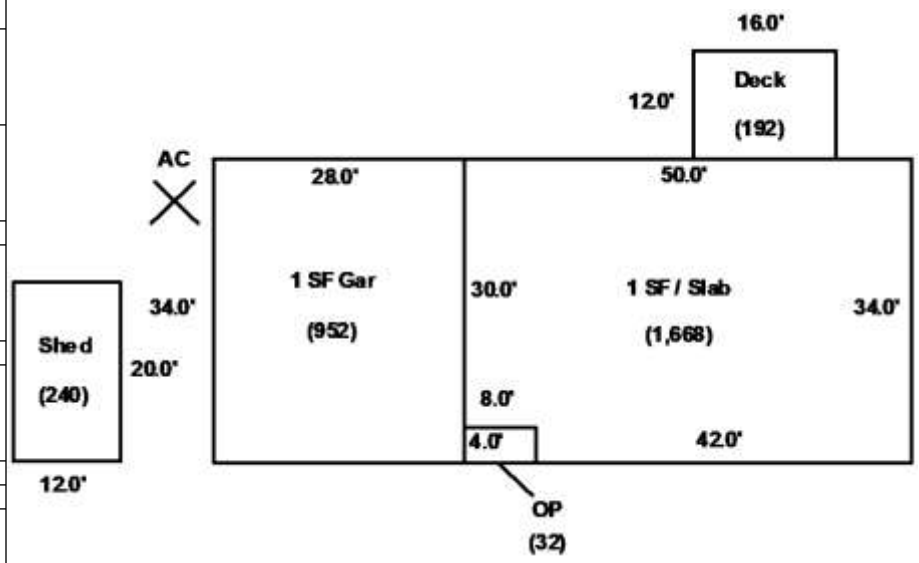 16.0'
Deck
12.0'
(192)
AC
28.0'
50.0'
1 SF Gar
30.0'
1 SF / Slab
34.0'
34.0'
(952)
(1,668)
Shed
20.0'
(240)
8.0'
4.0'
42.0'
12.0'
OP
(32)